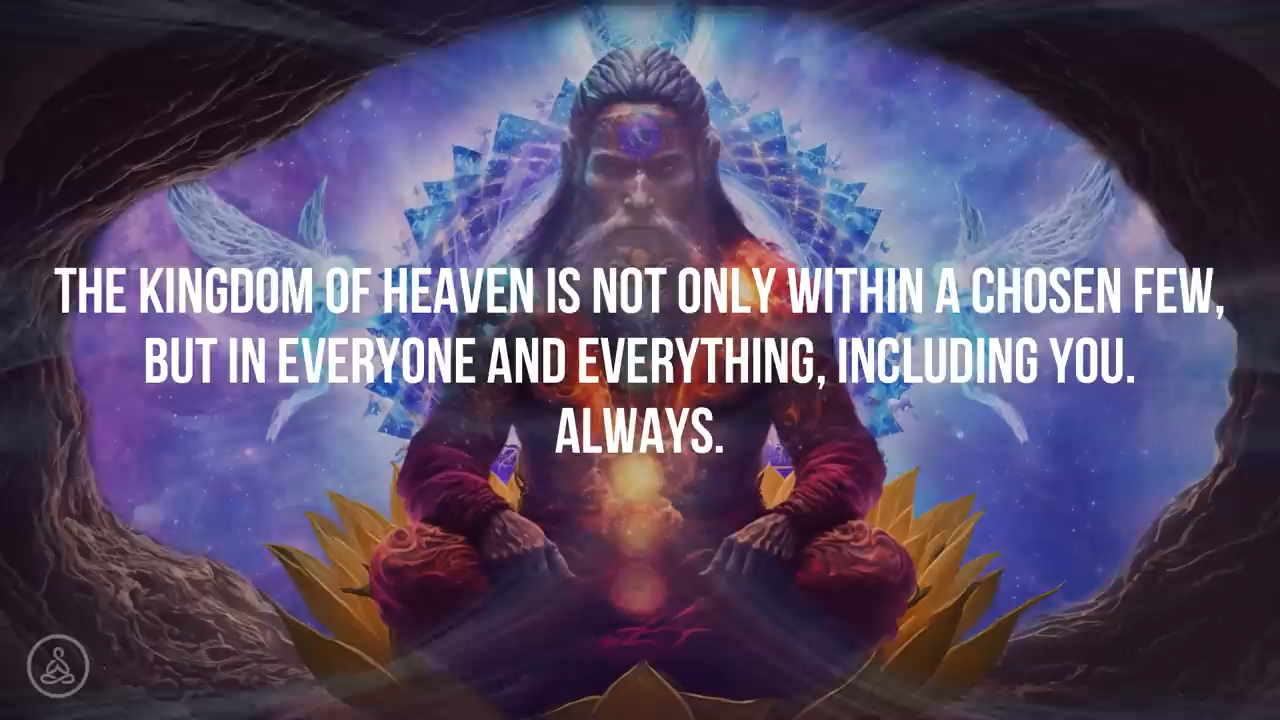 THE KINGDOM OF HEAVEN IS NOT ONLY WITHIN A CHOSEN FEW,
BUT IN EVERYONE AND EVERYTHING, INCLUDING YOU.
ALWAYS.